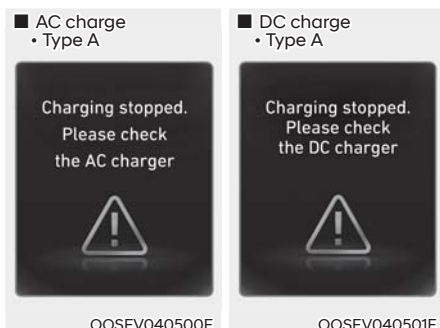 ■ AC charge
• Type A
Charging stopped.
Please check
the AC charger
OOSEV040500E
■ DC charge
• Type A
Charging stopped.
Please check
the DC charger
OOSEV040501E